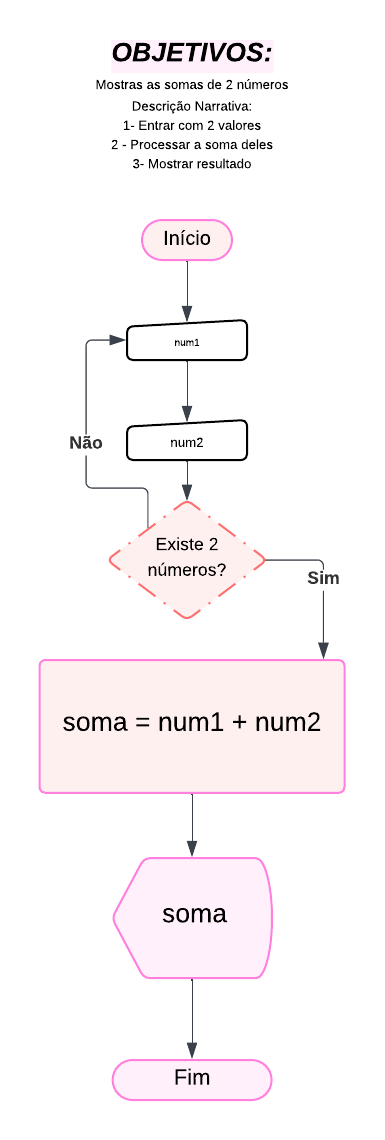 OBJETIVOS:
Mostras as somas de 2 números
Descrição Narrativa:
1- Entrar com 2 valores
2 - Processar a soma deles
3- Mostrar resultado
Início
num1
Não
num2
Existe 2
números?
Sim
soma = num1 + num2
soma
Fim